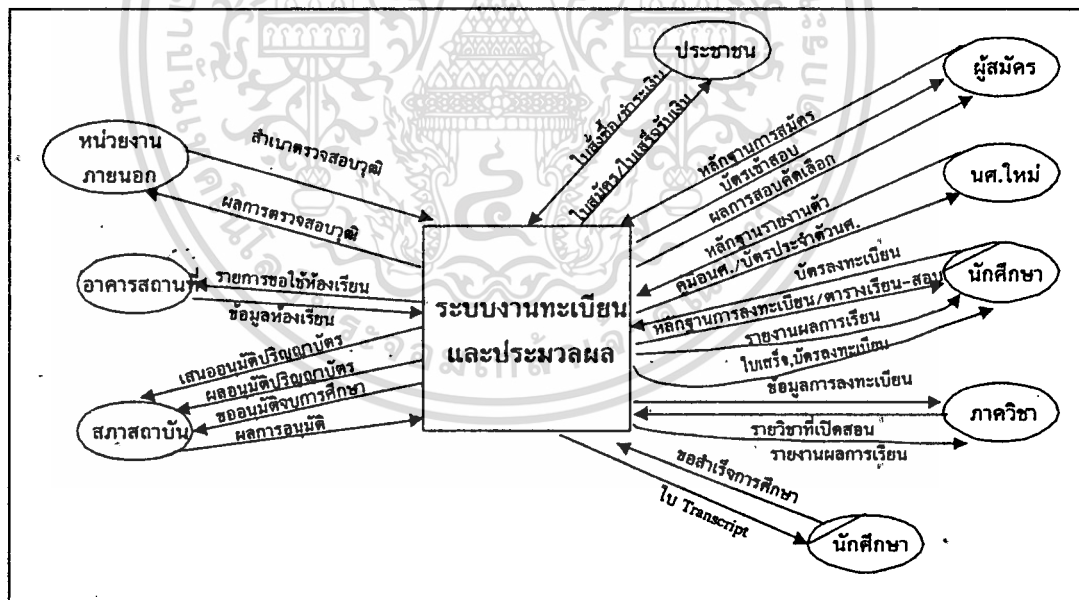 ประชาชน
ผู้สมัคร
หน่วยงาน
ภายนอก
สำเนาตรวจสอบวุฒิ
ผลการตรวจสอบวุฒิ
ใบสั่งซื้อ/ชำระเงิน
ใบสมัคร/ใบเสร็จรับเงิน
หลักฐานการสมัคร
บัตรเข้าสอบ
ผลการสอบคัดเลือก
นศ.ใหม่
หลักฐานรายงานตัว
คู่มือนศ./บัตรประจำตัวนศ.
อาคารสถานที่
รายการขอใช้ห้องเรียน
ข้อมูลห้องเรียน
ระบบงานทะเบียน
และประมวลผล
บัตรลงทะเบียน
นักศึกษา
หลักฐานการลงทะเบียน/ตารางเรียน-สอบ
รายงานผลการเรียน
ใบเสร็จ,บัตรลงทะเบียน
เสนออนุมัติปริญญาบัตร
ผลอนุมัติปริญญาบัตร
ขออนุมัติจบการศึกษา
ผลการอนุมัติ
สภาสถาบัน
ข้อมูลการลงทะเบียน
ภาควิชา
รายวิชาที่เปิดสอน
รายงานผลการเรียน
ขอสำเร็จการศึกษา
ใบ Transcript
นักศึกษา